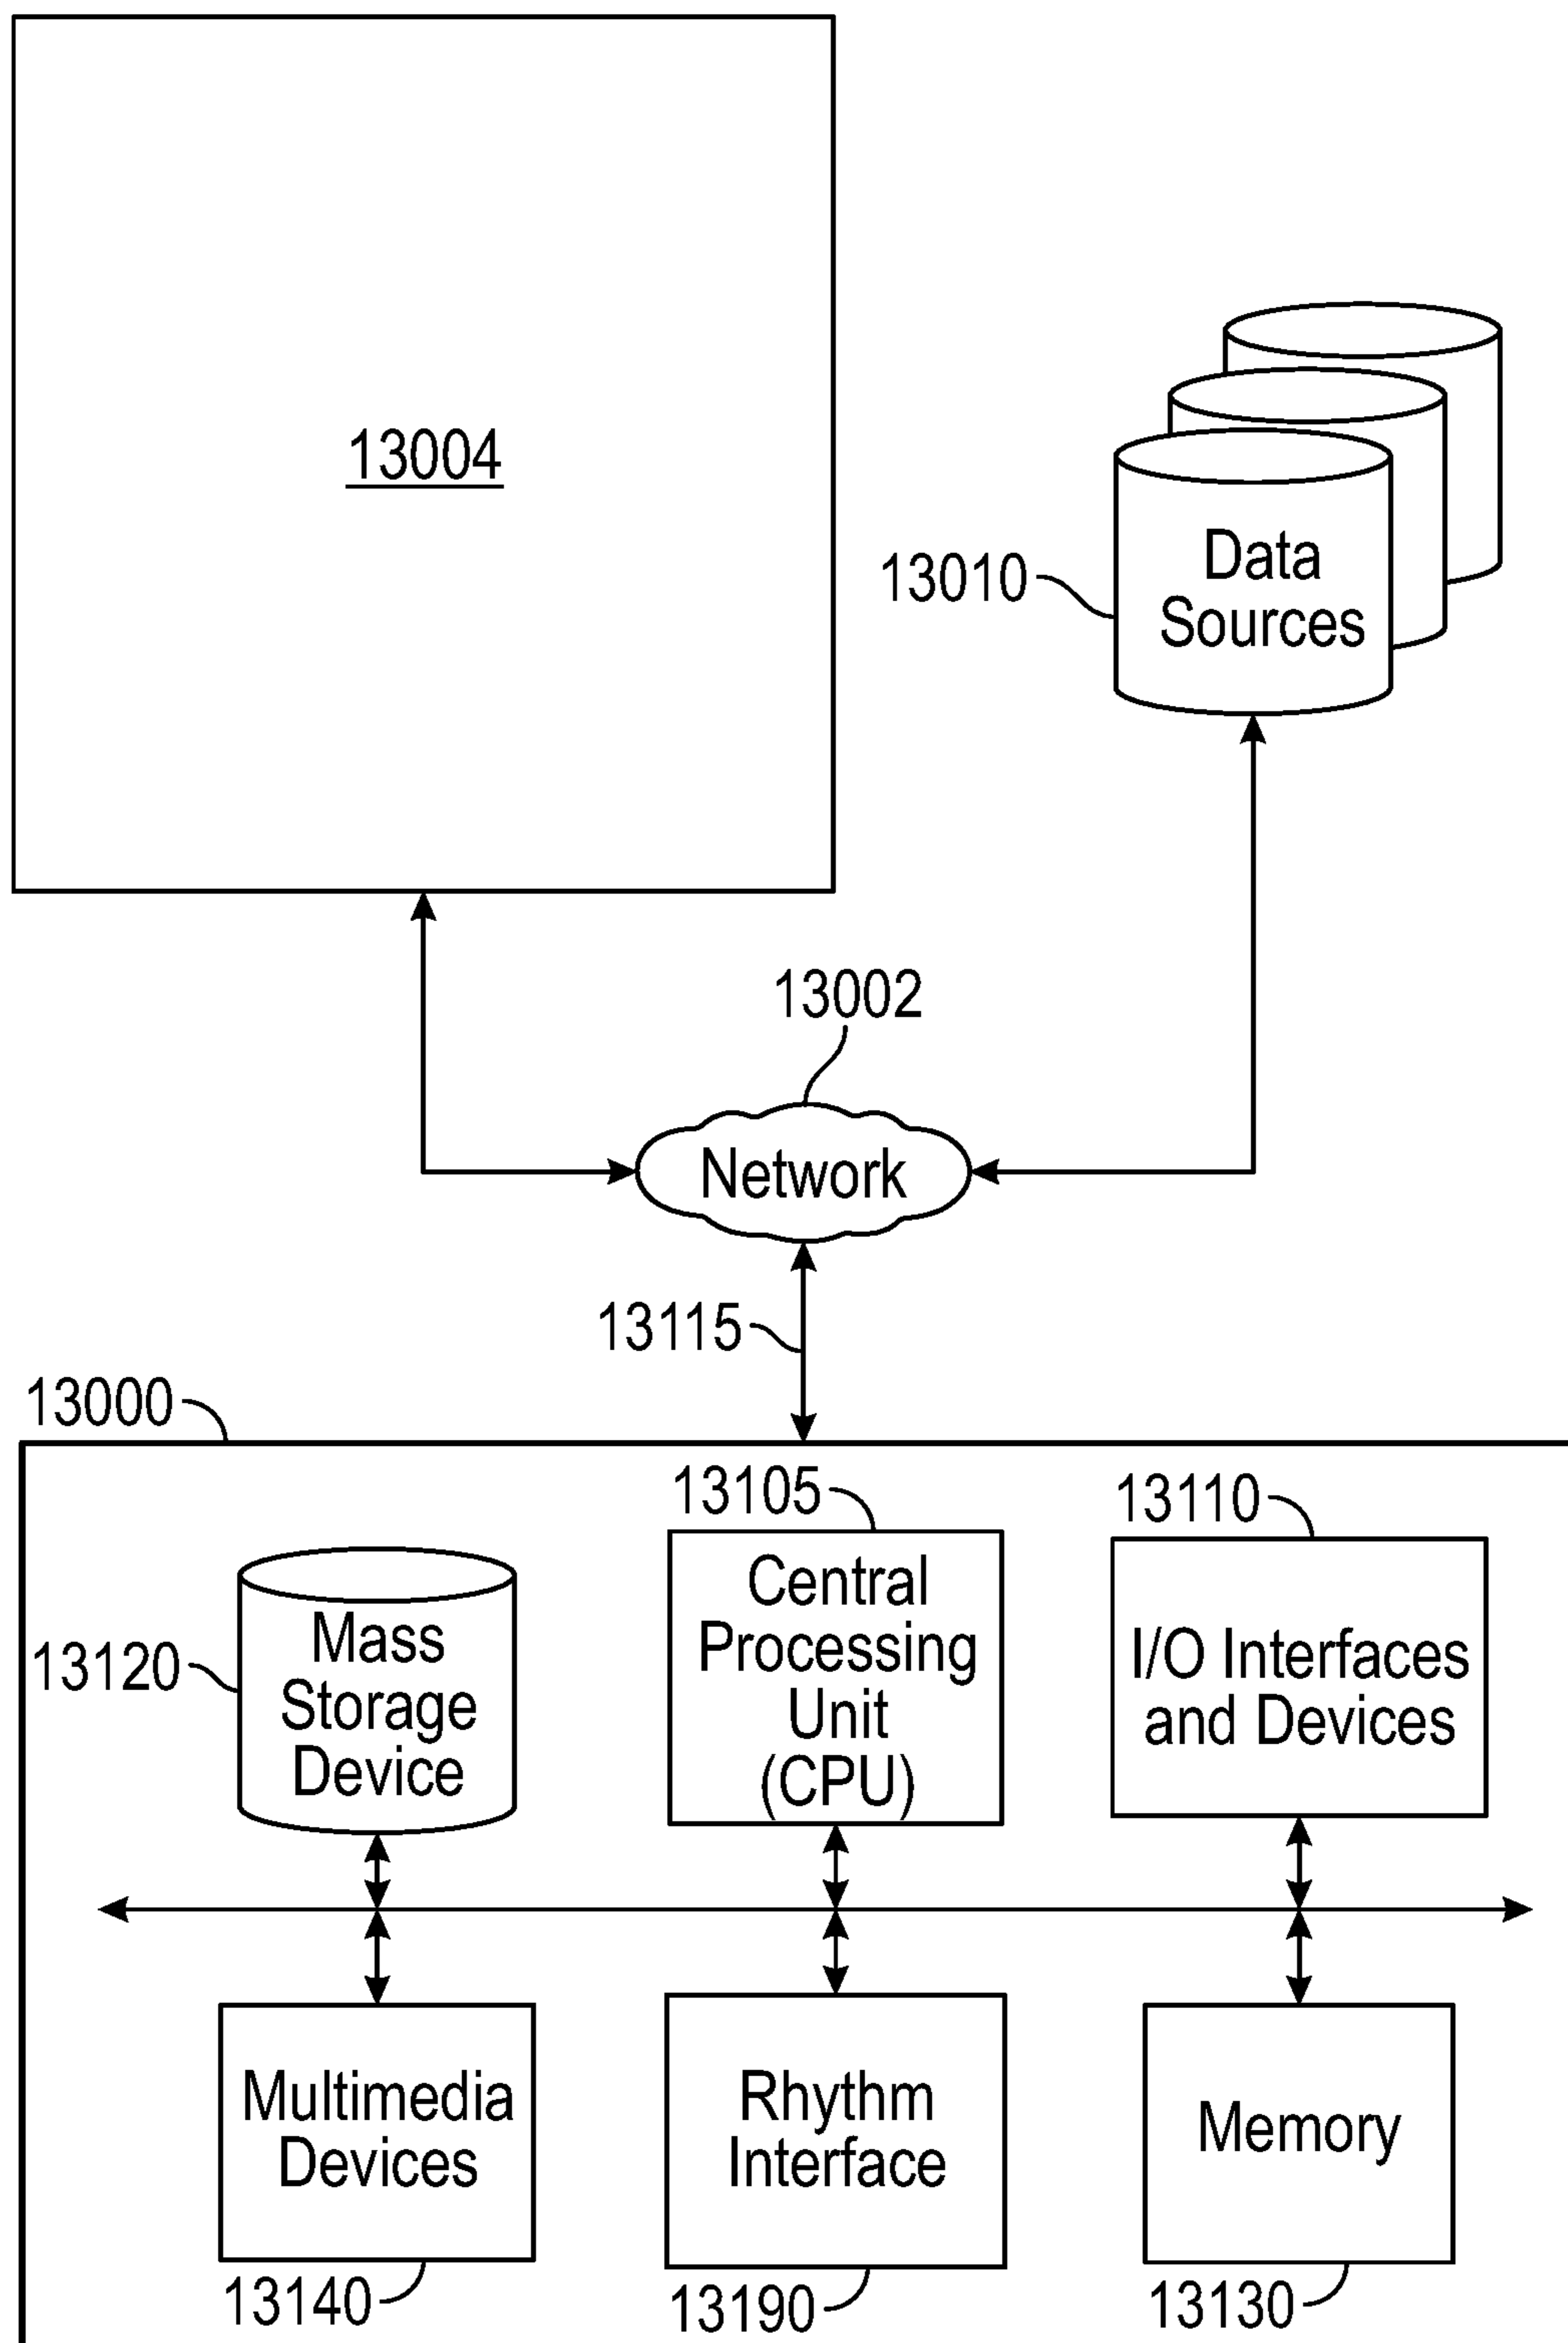 13004
13010
Data
Sources
13002
Network
13115
13000
13105
13110
13120
Mass
Storage
Device
Central
Processing
Unit
(CPU)
I/O Interfaces
and Devices
Multimedia
Devices
Rhythm
Interface
Memory
13140
13190
13130